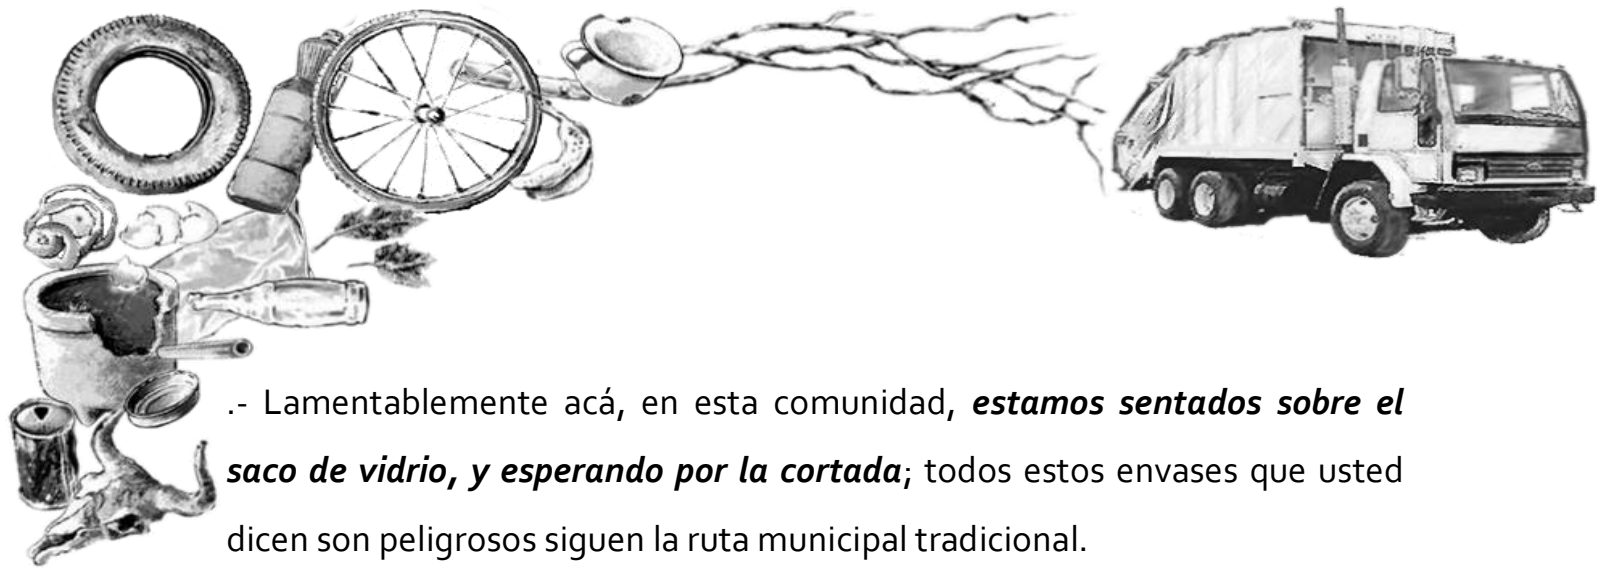 .- Lamentablemente acá, en esta comunidad, estamos sentados sobre el
saco de vidrio, y esperando por la cortada; todos estos envases que usted
dicen son peligrosos siguen la ruta municipal tradicional.